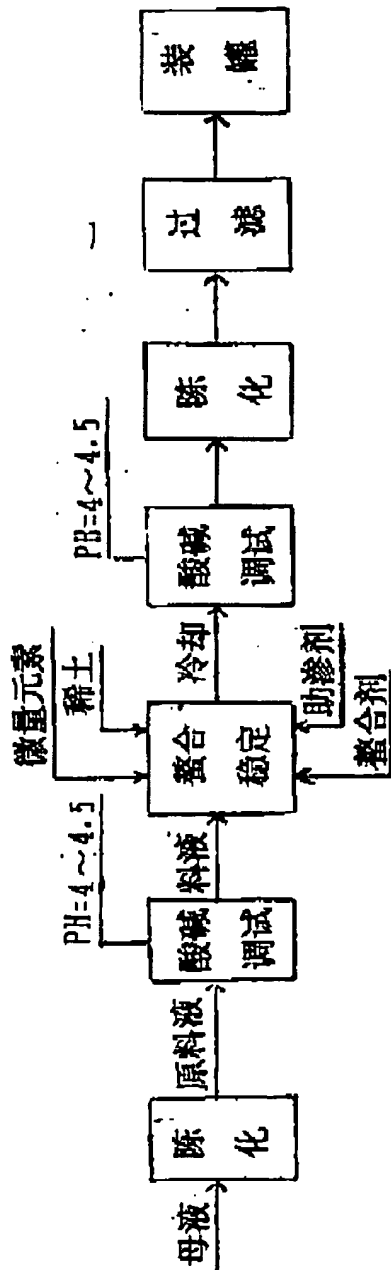 母液
陈
化
原料液
PH=4～4.5
酸碱
调试
料液
微量元素
稀土
螯合
稳定
助渗剂
螯合剂
冷却
PB=4～4.5
酸碱
调试
陈
化
过
滤
装
罐